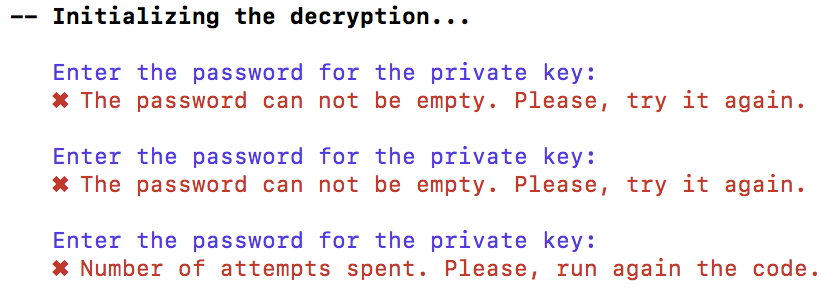 -- Initializing the decryption...
Enter the password for the private key:
✖ The password can not be empty. Please, try it again.
Enter the password for the private key:
✖ The password can not be empty. Please, try it again.
Enter the password for the private key:
✖ Number of attempts spent. Please, run again the code.